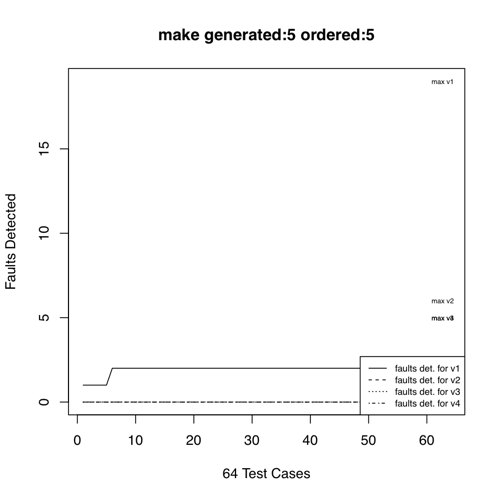 make generated:5 ordered:5
max v1
15
10
max v2
5
0
Faults Detected
faults det. for v1
faults det. for v2
faults det. for v3
faults det. for v4
0 10 20 30 40 50 60
64 Test Cases